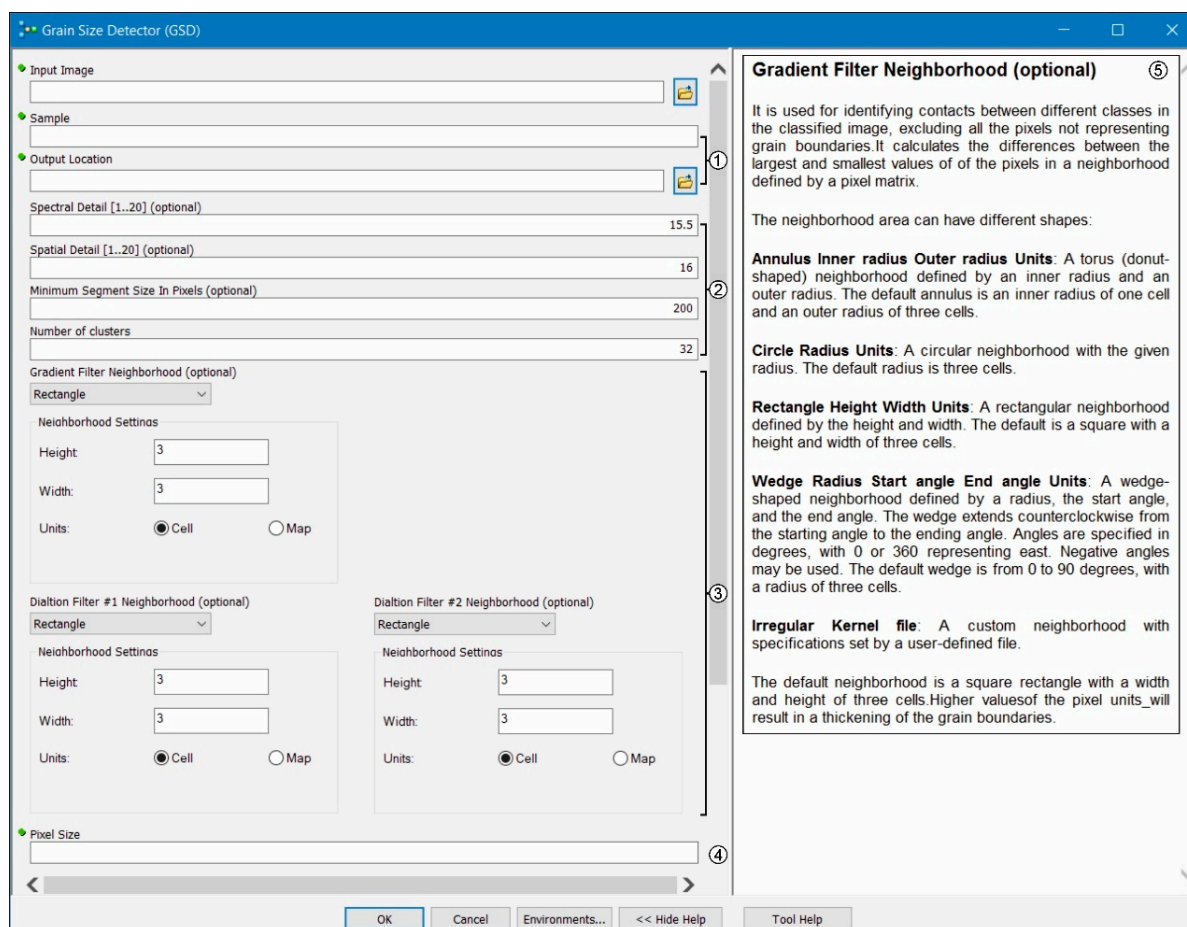 Grain Size Detector (GSD)
Input Image
Sample
①
Output Location
Spectral Detail [1..20] (optional)
15.5
Spatial Detail [1..20] (optional)
16
②
Minimum Segment Size In Pixels (optional)
200
Number of clusters
32
Gradient Filter Neighborhood (optional)
Rectangle
Neighborhood Settings
Height 3
Width: 3
Units: Cell Map
③
Dialtion Filter #1 Neighborhood (optional)
Rectangle
Neighborhood Settings
Height 3
Width: 3
Units: Cell Map
Dialtion Filter #2 Neighborhood (optional)
Rectangle
Neighborhood Settings
Height 3
Width: 3
Units: Cell Map
Pixel Size
④
OK Cancel Environments... << Hide Help Tool Help
Gradient Filter Neighborhood (optional) ⑤
It is used for identifying contacts between different classes in
the classified image, excluding all the pixels not representing
grain boundaries.It calculates the differences between the
largest and smallest values of of the pixels in a neighborhood
defined by a pixel matrix.
The neighborhood area can have different shapes:
Annulus Inner radius Outer radius Units: A torus (donut-
shaped) neighborhood defined by an inner radius and an
outer radius. The default annulus is an inner radius of one cell
and an outer radius of three cells.
Circle Radius Units: A circular neighborhood with the given
radius. The default radius is three cells.
Rectangle Height Width Units: A rectangular neighborhood
defined by the height and width. The default is a square with a
height and width of three cells.
Wedge Radius Start angle End angle Units: A wedge-
shaped neighborhood defined by a radius, the start angle,
and the end angle. The wedge extends counterclockwise from
the starting angle to the ending angle. Angles are specified in
degrees, with 0 or 360 representing east. Negative angles
may be used. The default wedge is from 0 to 90 degrees, with
a radius of three cells.
Irregular Kernel file: A custom neighborhood with
specifications set by a user-defined file.
The default neighborhood is a square rectangle with a width
and height of three cells.Higher valuesof the pixel units_will
result in a thickening of the grain boundaries.